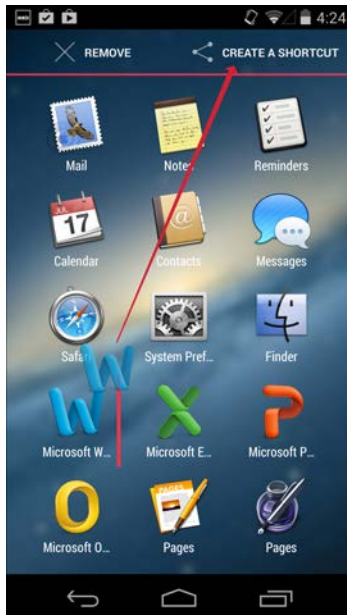 4:24
REMOVE CREATE A SHORTCUT
Mail Notes Reminders
JUL
17
Calendar Contacts Messages
Safari System Pref... Finder
Microsoft W... Microsoft E... Microsoft P...
PAGES
Microsoft O... Pages Pages